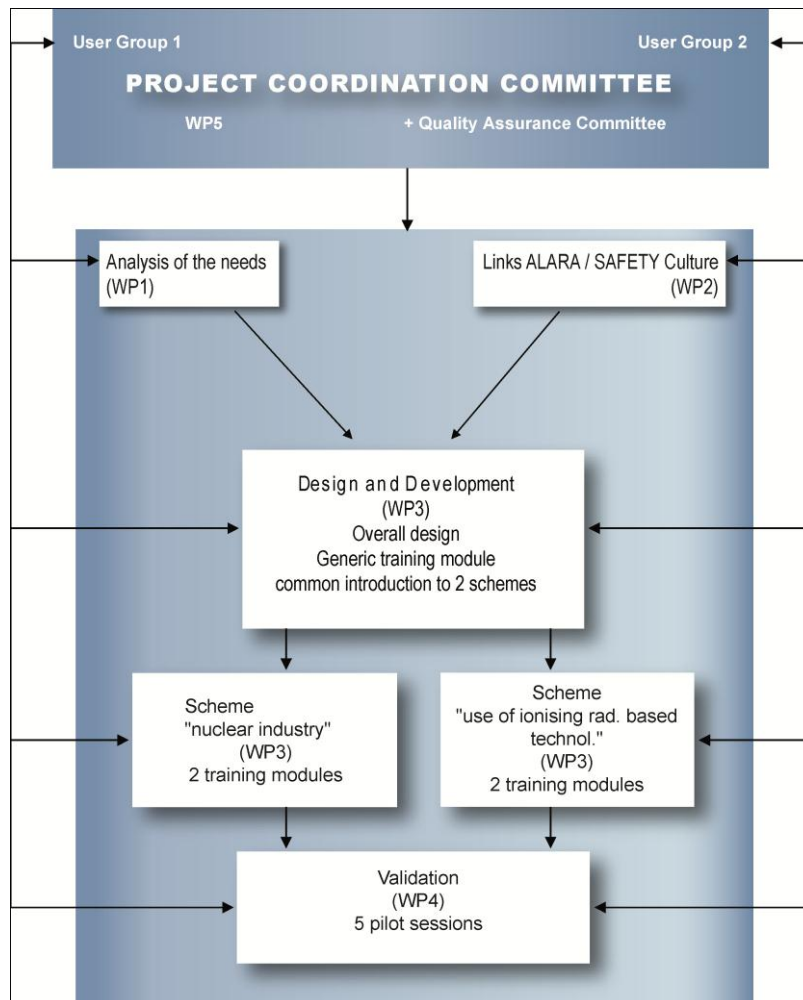 User Group 1
User Group 2
PROJECT COORDINATION COMMITTEE
WP5
+ Quality Assurance Committee
Analysis of the needs
(WP1)
Links ALARA / SAFETY Culture
(WP2)
Design and Development
(WP3)
Overall design
Generic training module
common introduction to 2 schemes
Scheme
"nuclear industry"
(WP3)
2 training modules
Scheme
"use of ionising rad. based
technol."
(WP3)
2 training modules
Validation
(WP4)
5 pilot sessions